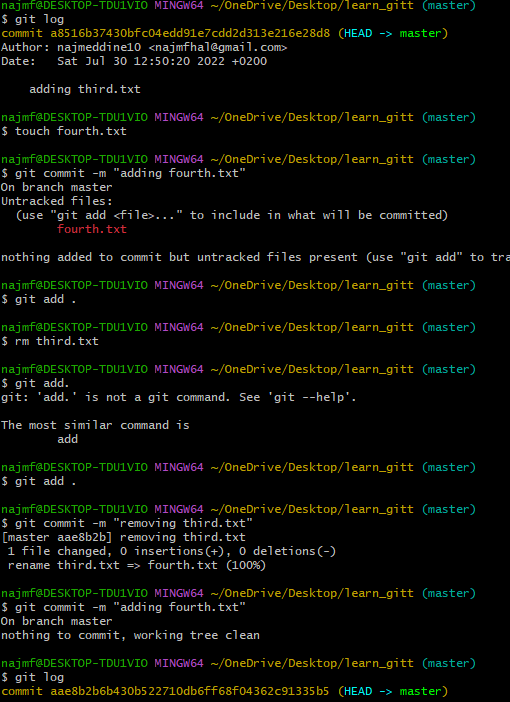 najmf@DESKTOP-TDU1VIO MINGW64 ~/OneDrive/Desktop/learn_gitt (master)
$ git log
commit a8516b37430bfc04edd91e7cdd2d313e216e28d8 (HEAD -> master)
Author: najmeddine10 <najmfhal@gmail.com>
Date:   Sat Jul 30 12:50:20 2022 +0200

    adding third.txt

najmf@DESKTOP-TDU1VIO MINGW64 ~/OneDrive/Desktop/learn_gitt (master)
$ touch fourth.txt

najmf@DESKTOP-TDU1VIO MINGW64 ~/OneDrive/Desktop/learn_gitt (master)
$ git commit -m "adding fourth.txt"
On branch master
Untracked files:
  (use "git add <file>..." to include in what will be committed)
        fourth.txt

nothing added to commit but untracked files present (use "git add" to tra

najmf@DESKTOP-TDU1VIO MINGW64 ~/OneDrive/Desktop/learn_gitt (master)
$ git add .

najmf@DESKTOP-TDU1VIO MINGW64 ~/OneDrive/Desktop/learn_gitt (master)
$ rm third.txt

najmf@DESKTOP-TDU1VIO MINGW64 ~/OneDrive/Desktop/learn_gitt (master)
$ git add.
git: 'add.' is not a git command. See 'git --help'.

The most similar command is
        add

najmf@DESKTOP-TDU1VIO MINGW64 ~/OneDrive/Desktop/learn_gitt (master)
$ git add .

najmf@DESKTOP-TDU1VIO MINGW64 ~/OneDrive/Desktop/learn_gitt (master)
$ git commit -m "removing third.txt"
[master aae8b2b] removing third.txt
 1 file changed, 0 insertions(+), 0 deletions(-)
 rename third.txt => fourth.txt (100%)

najmf@DESKTOP-TDU1VIO MINGW64 ~/OneDrive/Desktop/learn_gitt (master)
$ git commit -m "adding fourth.txt"
On branch master
nothing to commit, working tree clean

najmf@DESKTOP-TDU1VIO MINGW64 ~/OneDrive/Desktop/learn_gitt (master)
$ git log
commit aae8b2b6b430b522710db6ff68f04362c91335b5 (HEAD -> master)